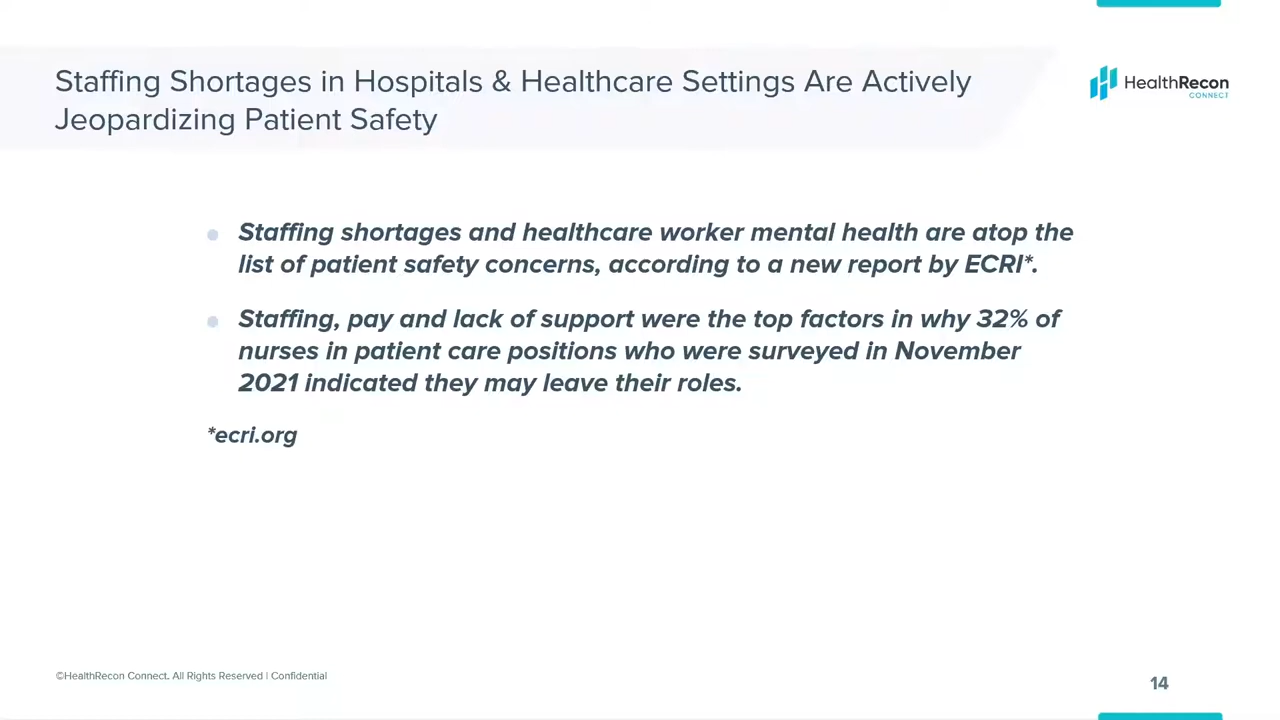 Staffing Shortages in Hospitals & Healthcare Settings Are Actively
Jeopardizing Patient Safety
HealthRecon
CONNECT
Staffing shortages and healthcare worker mental health are atop the
list of patient safety concerns, according to a new report by ECRI*.
Staffing, pay and lack of support were the top factors in why 32% of
nurses in patient care positions who were surveyed in November
2021 indicated they may leave their roles.
*ecri.org
©HealthRecon Connect. All Rights Reserved | Confidential
14